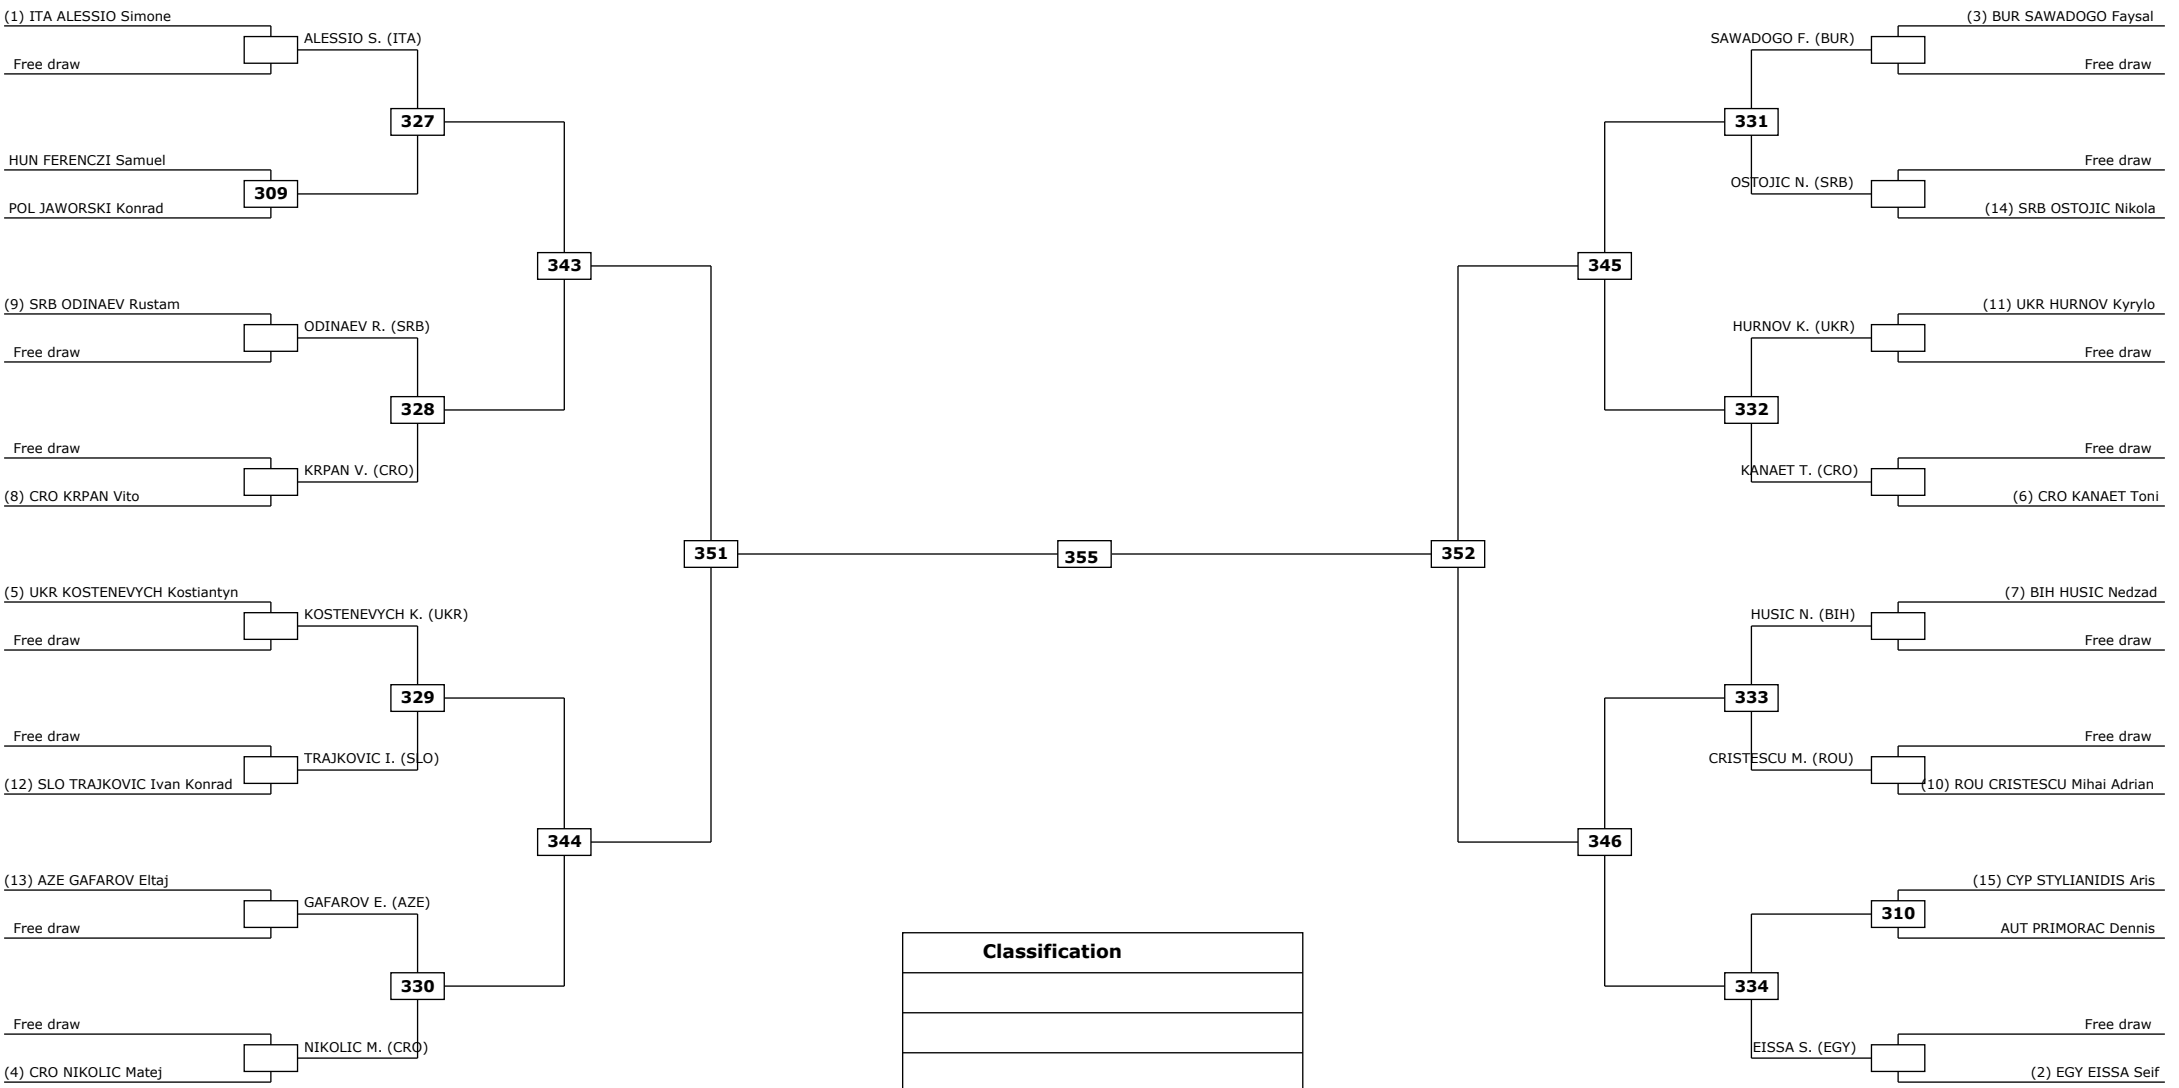 (1) ITA ALESSIO Simone
ALESSIO S. (ITA)
Free draw
327
HUN FERENCZI Samuel
309
POL JAWORSKI Konrad
343
(9) SRB ODINAEV Rustam
ODINAEV R. (SRB)
Free draw
328
Free draw
KRPAN V. (CRO)
(8) CRO KRPAN Vito
351
(5) UKR KOSTENEVYCH Kostiantyn
KOSTENEVYCH K. (UKR)
Free draw
329
Free draw
TRAJKOVIC I. (SLO)
(12) SLO TRAJKOVIC Ivan Konrad
344
(13) AZE GAFAROV Eltaj
GAFAROV E. (AZE)
Free draw
330
Free draw
NIKOLIC M. (CRO)
(4) CRO NIKOLIC Matej
355
Classification
(3) BUR SAWADOGO Faysal
SAWADOGO F. (BUR)
Free draw
331
Free draw
OSTOJIC N. (SRB)
(14) SRB OSTOJIC Nikola
345
(11) UKR HURNOV Kyrylo
HURNOV K. (UKR)
Free draw
332
Free draw
KANAET T. (CRO)
(6) CRO KANAET Toni
352
(7) BIH HUSIC Nedzad
HUSIC N. (BIH)
Free draw
333
Free draw
CRISTESCU M. (ROU)
(10) ROU CRISTESCU Mihai Adrian
346
(15) CYP STYLIANIDIS Aris
310
AUT PRIMORAC Dennis
334
Free draw
EISSA S. (EGY)
(2) EGY EISSA Seif